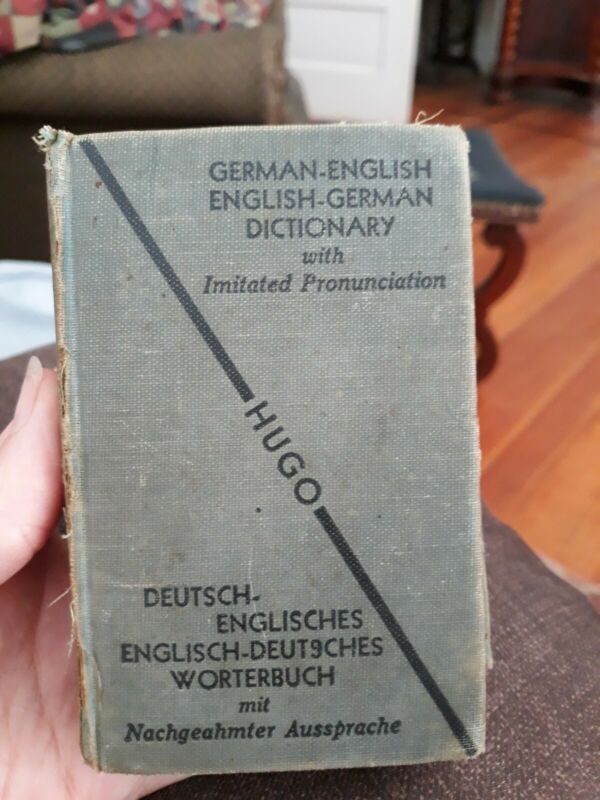 GERMAN-ENGLISH
ENGLISH-GERMAN
DICTIONARY
with
Imitated Pronunciation
HUGO
DEUTSCH-
ENGLISCHES
ENGLISCH-DEUTSCHES
WORTERBUCH
mit
Nachgeahmter Aussprache